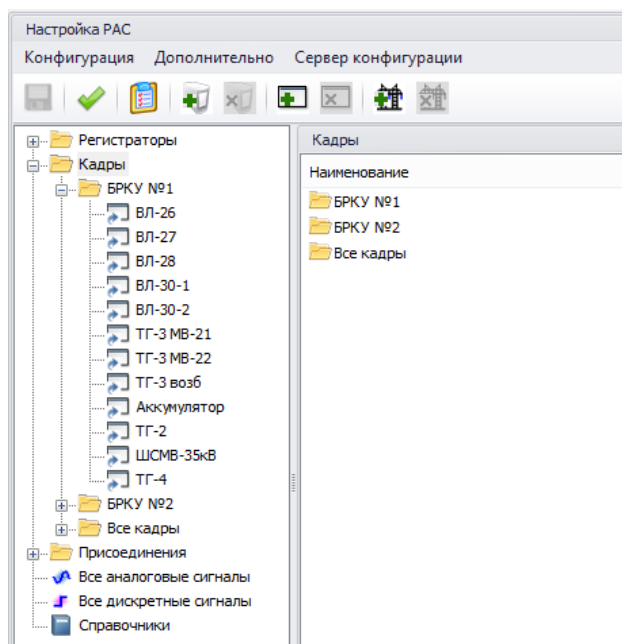 Настройка РАС
Конфигурация Дополнительно Сервер конфигурации
Регистраторы
Кадры
БРКУ №1
ВЛ-26
ВЛ-27
ВЛ-28
ВЛ-30-1
ВЛ-30-2
ТГ-3 МВ-21
ТГ-3 МВ-22
ТГ-3 возб
Аккумулятор
ТГ-2
ШСМВ-35кВ
ТГ-4
БРКУ №2
Все кадры
Присоединения
Все аналоговые сигналы
Все дискретные сигналы
Справочники
Кадры
Наименование
БРКУ №1
БРКУ №2
Все кадры